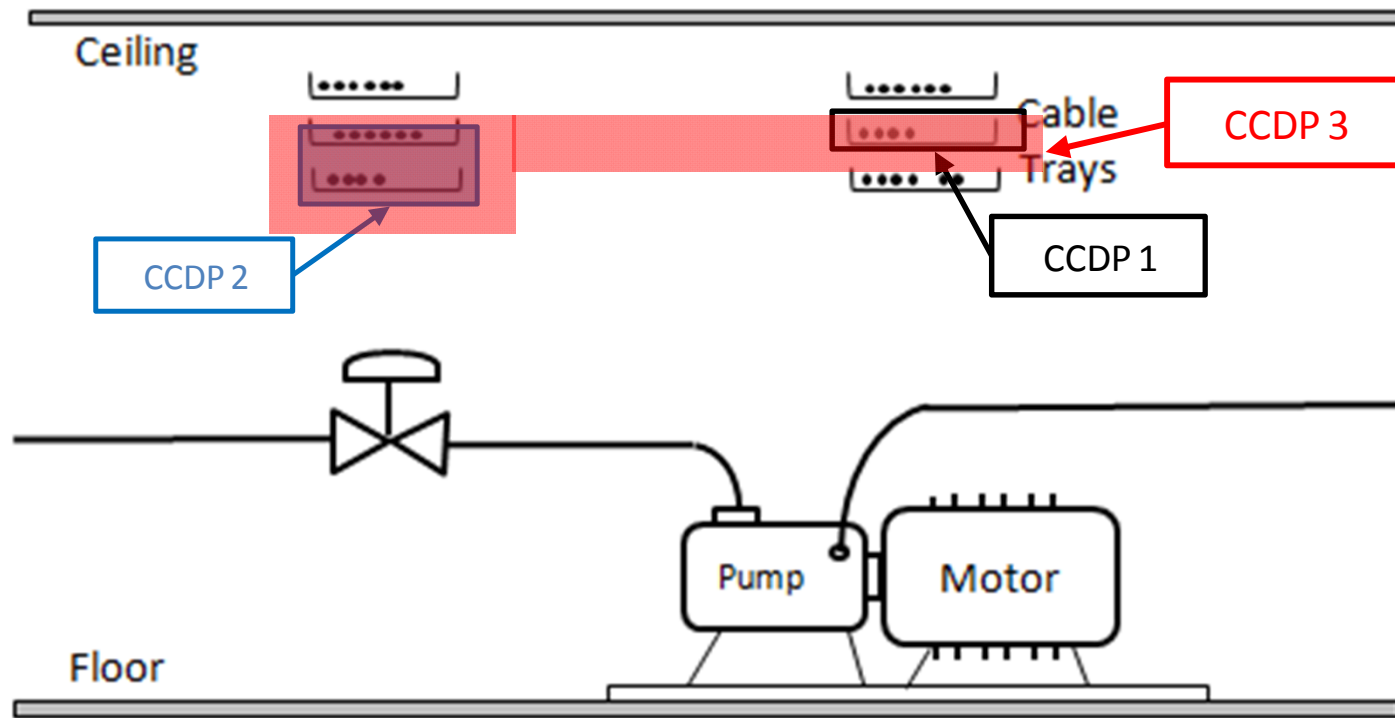 Ceiling
Cable
Trays
CCDP 3
CCDP 2
CCDP 1
Pump
Motor
Floor